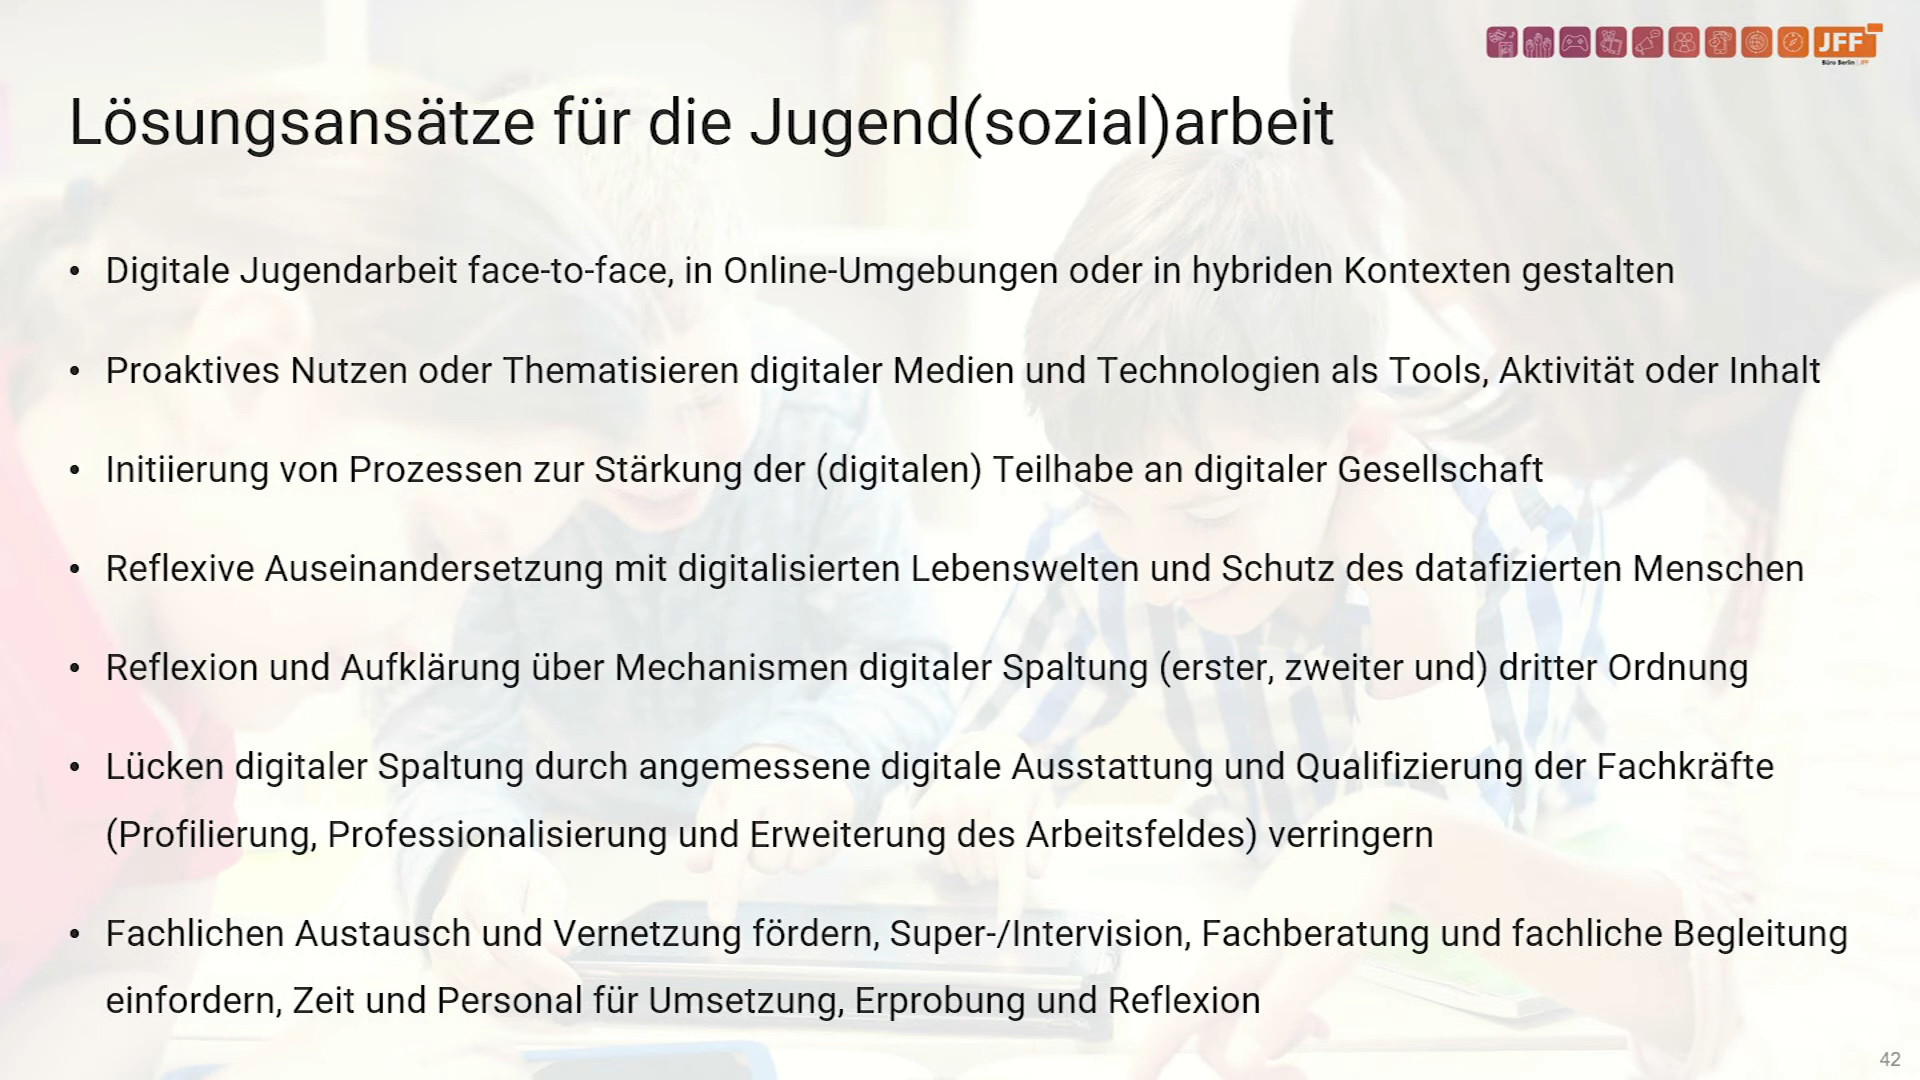 JFF
Büro Berlin | JFF
Lösungsansätze für die Jugend(sozial)arbeit
• Digitale Jugendarbeit face-to-face, in Online-Umgebungen oder in hybriden Kontexten gestalten
• Proaktives Nutzen oder Thematisieren digitaler Medien und Technologien als Tools, Aktivität oder Inhalt
• Initiierung von Prozessen zur Stärkung der (digitalen) Teilhabe an digitaler Gesellschaft
• Reflexive Auseinandersetzung mit digitalisierten Lebenswelten und Schutz des datafizierten Menschen
• Reflexion und Aufklärung über Mechanismen digitaler Spaltung (erster, zweiter und) dritter Ordnung
• Lücken digitaler Spaltung durch angemessene digitale Ausstattung und Qualifizierung der Fachkräfte
(Profilierung, Professionalisierung und Erweiterung des Arbeitsfeldes) verringern
• Fachlichen Austausch und Vernetzung fördern, Super-/Intervision, Fachberatung und fachliche Begleitung
einfordern, Zeit und Personal für Umsetzung, Erprobung und Reflexion
42